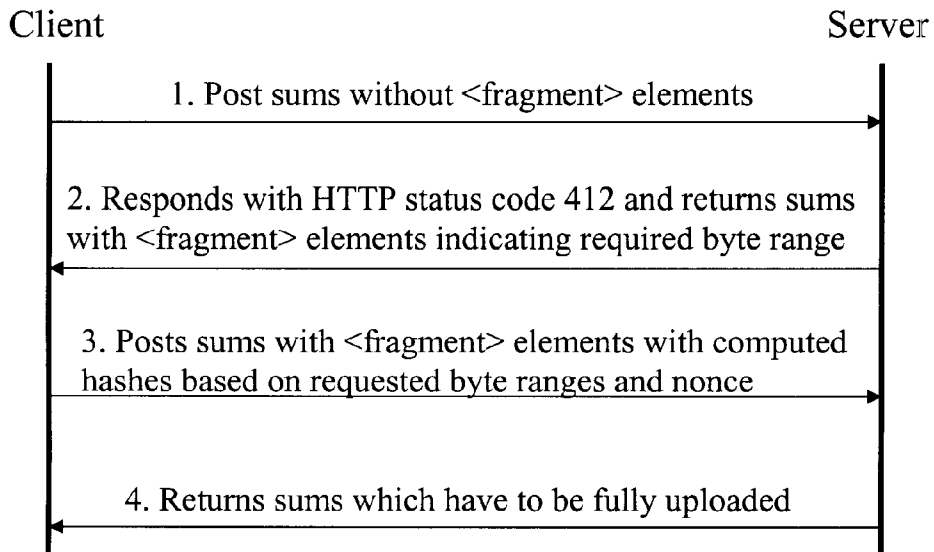 Client
Server
1. Post sums without <fragment> elements
2. Responds with HTTP status code 412 and returns sums
with <fragment> elements indicating required byte range
3. Posts sums with <fragment> elements with computed
hashes based on requested byte ranges and nonce
4. Returns sums which have to be fully uploaded